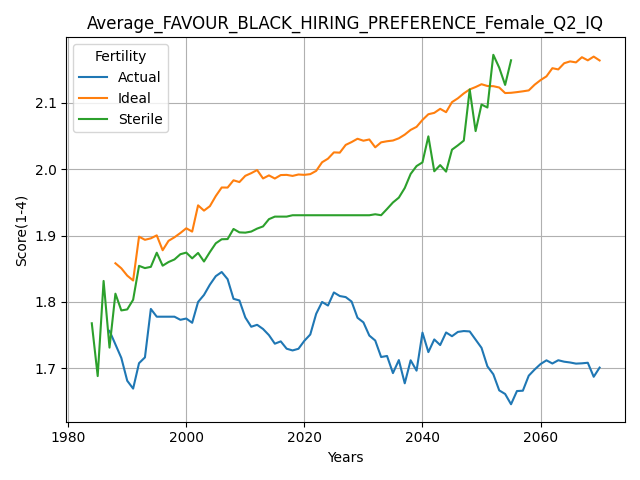 Average_FAVOUR_BLACK_HIRING_PREFERENCE_Female_Q2_IQ
Fertility
Actual
Ideal
Sterile
Score(1-4)
2.1
2.0
1.9
1.8
1.7
1980
2000
2020
2040
2060
Years